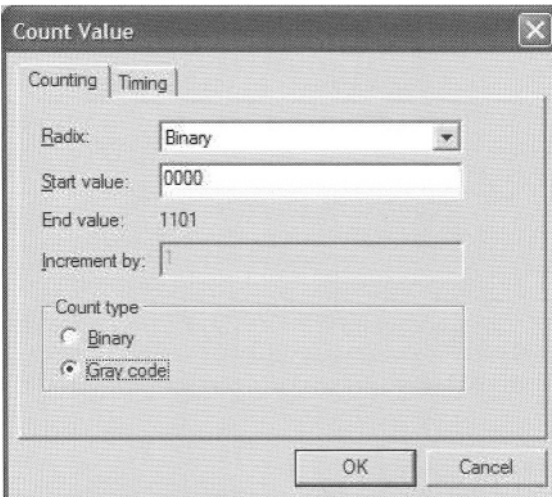 Count Value
Counting Timing
Radix: Binary
Start value: 0000
End value: 1101
Increment by: 1
Count type
Binary
Gray code
OK Cancel